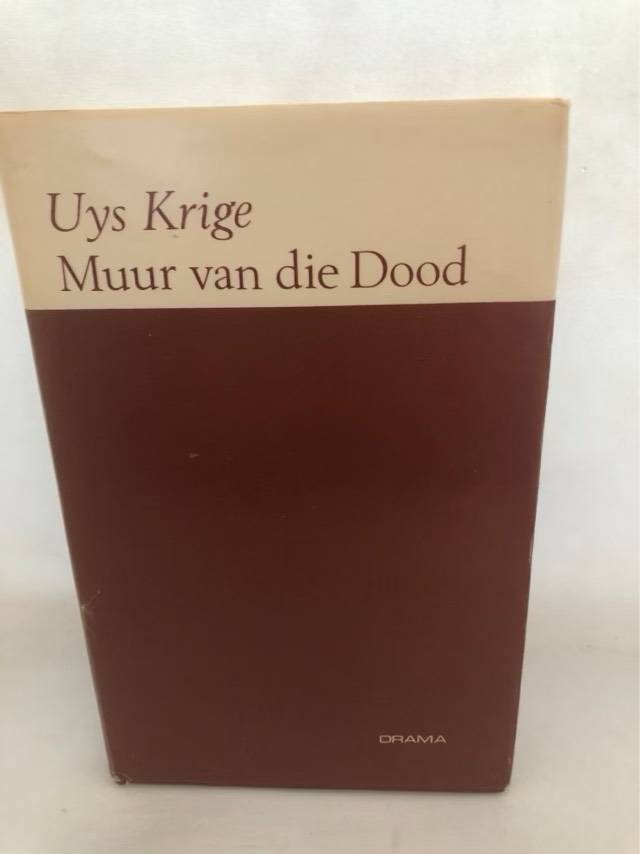 Uys Krige
Muur van die Dood
DRAMA